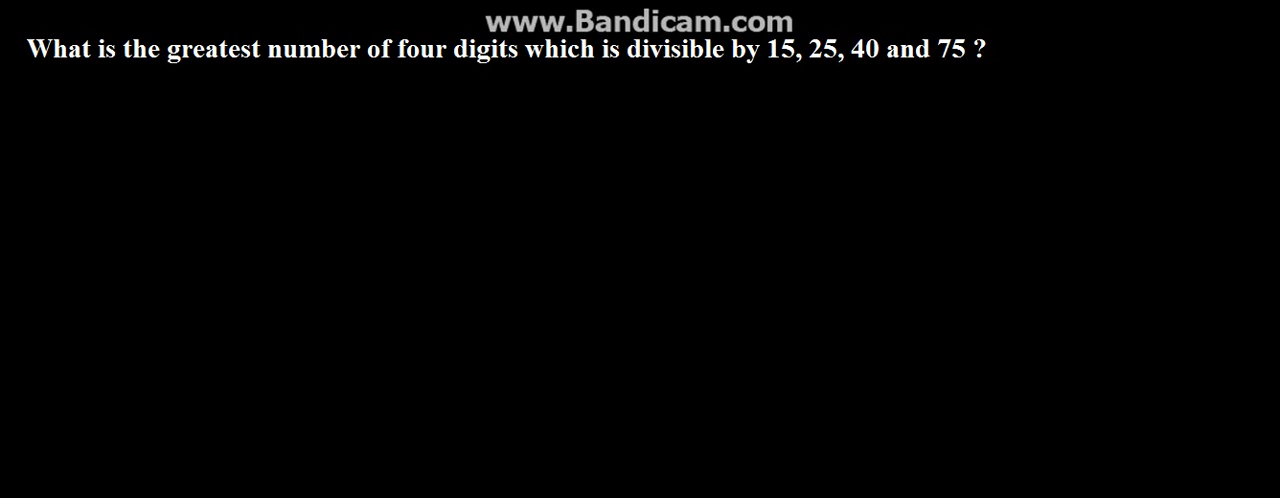 www.Bandicam.com
What is the greatest number of four digits which is divisible by 15, 25, 40 and 75 ?